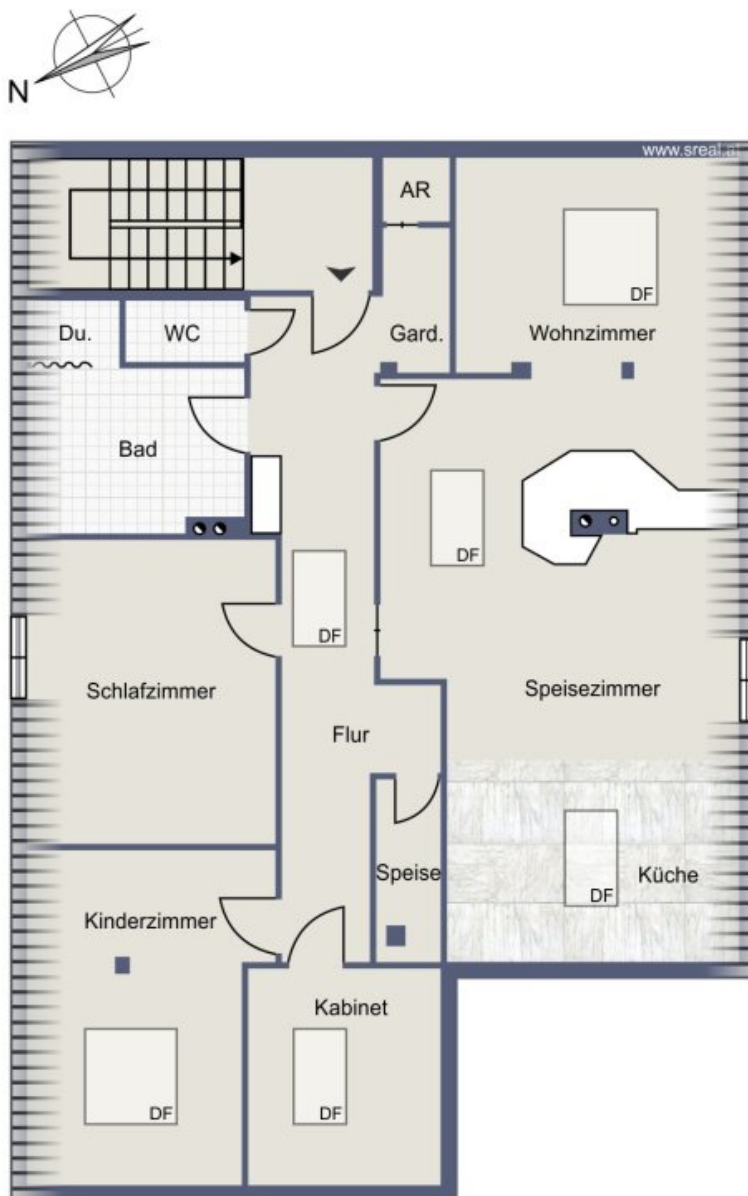 N
www.sreal.at
AR
DF
Du.
WC
Gard.
Wohnzimmer
Bad
DF
DF
Schlafzimmer
Speisezimmer
Flur
Speise
Küche
DF
Kinderzimmer
Kabinet
DF
DF